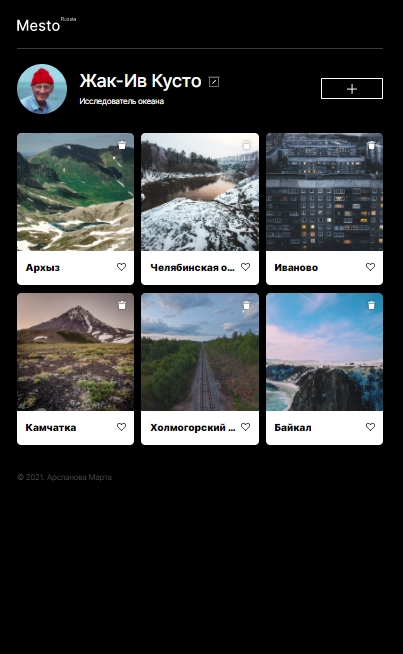 Mesto Russia
Жак-Ив Кусто
Исследователь океана
Архыз
Челябинская о...
Иваново
Камчатка
Холмогорский ...
Байкал
© 2021. Арсланова Марта